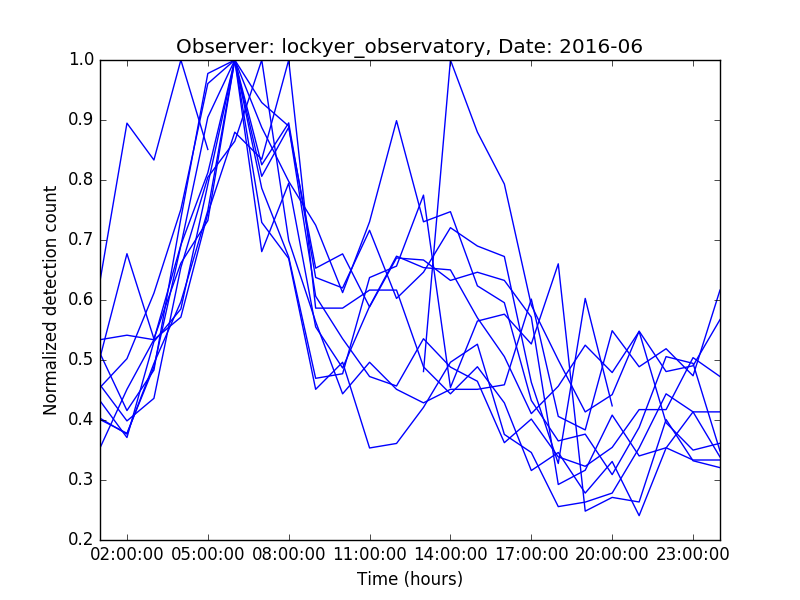 Observer: lockyer_observatory, Date: 2016-06
Normalized detection count
1.0
0.9
0.8
0.7
0.6
0.5
0.4
0.3
0.2
02:00:00 05:00:00 08:00:00 11:00:00 14:00:00 17:00:00 20:00:00 23:00:00
Time (hours)